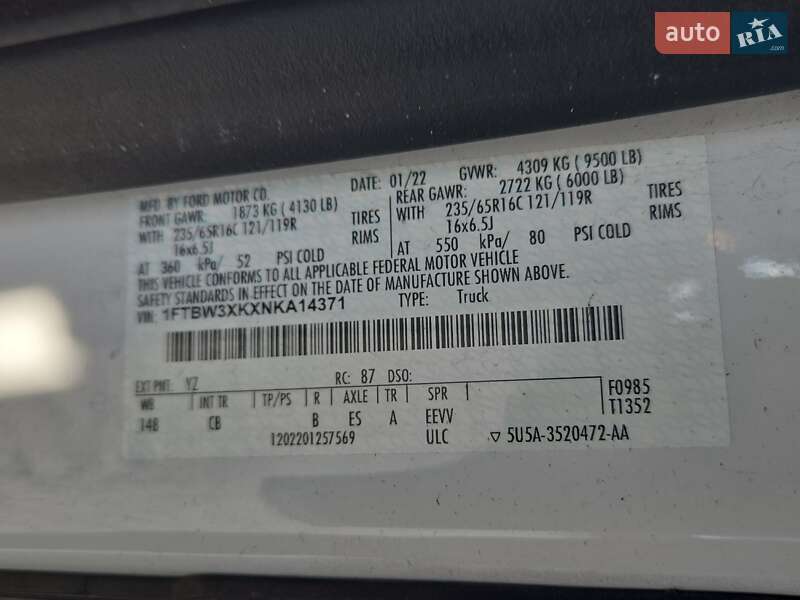 auto RIA .com
MFD. BY FORD MOTOR CO.
DATE: 01/22 GVWR: 4309 KG ( 9500 LB)
FRONT GAWR: 1873 KG ( 4130 LB) REAR GAWR: 2722 KG ( 6000 LB)
WITH 235/65R16C 121/119R TIRES WITH 235/65R16C 121/119R TIRES
16x6.5J RIMS 16x6.5J RIMS
AT 360 kPa/ 52 PSI COLD AT 550 kPa/ 80 PSI COLD
THIS VEHICLE CONFORMS TO ALL APPLICABLE FEDERAL MOTOR VEHICLE
SAFETY STANDARDS IN EFFECT ON THE DATE OF MANUFACTURE SHOWN ABOVE.
VIN: 1FTBW3XKXNKA14371 TYPE: Truck
EXT PNT: YZ RC: 87 DSO:
WB INT TR TP/PS R AXLE TR SPR F0985
148 CB B ES A EEVV T1352
1202201257569 ULC ▽ 5U5A-3520472-AA